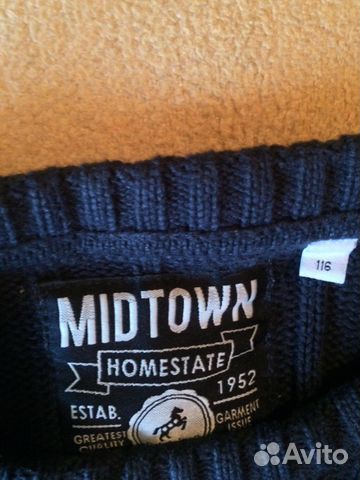 116
MIDTOWN
HOMESTATE
ESTAB. 1952
GREATEST QUALITY
GARMENT ISSUE
Avito